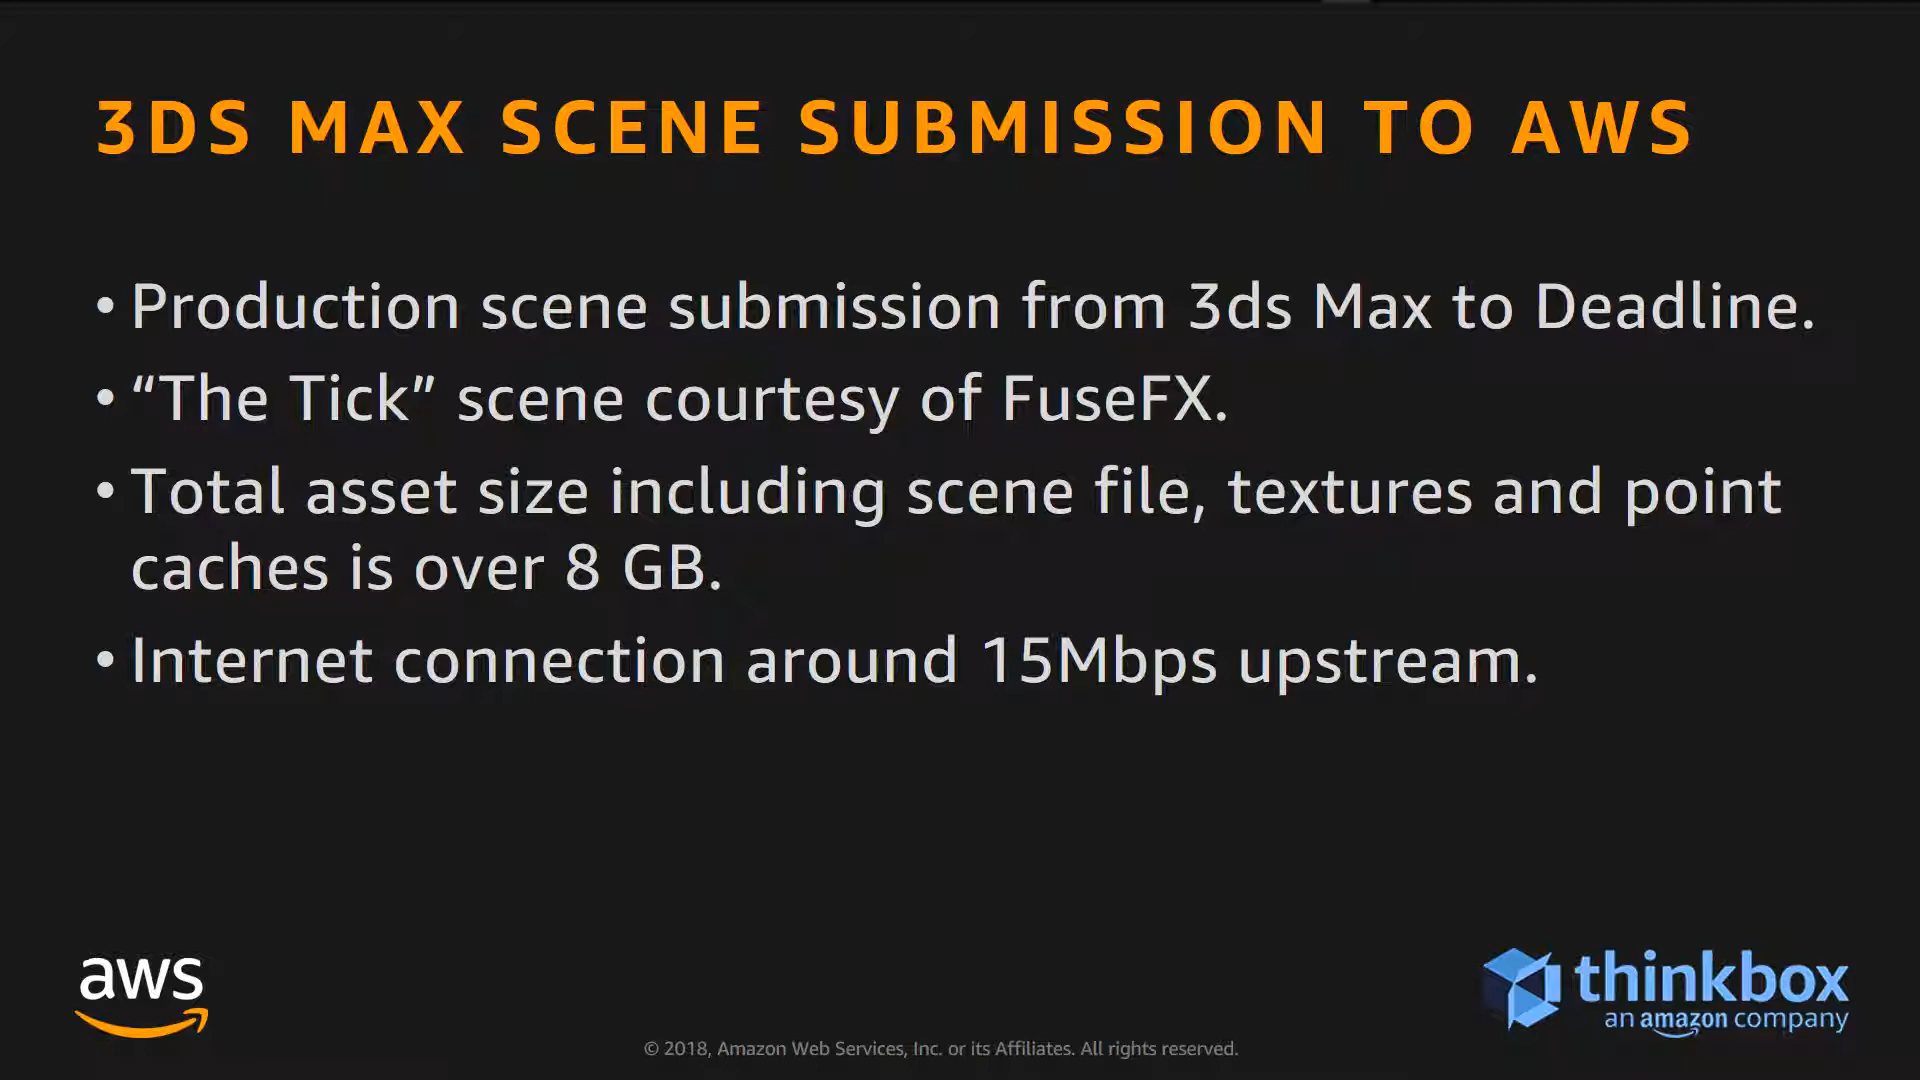 3DS MAX SCENE SUBMISSION TO AWS
• Production scene submission from 3ds Max to Deadline.
• “The Tick” scene courtesy of FuseFX.
• Total asset size including scene file, textures and point
caches is over 8 GB.
• Internet connection around 15Mbps upstream.
aws
thinkbox
an amazon company
© 2018, Amazon Web Services, Inc. or its Affiliates. All rights reserved.